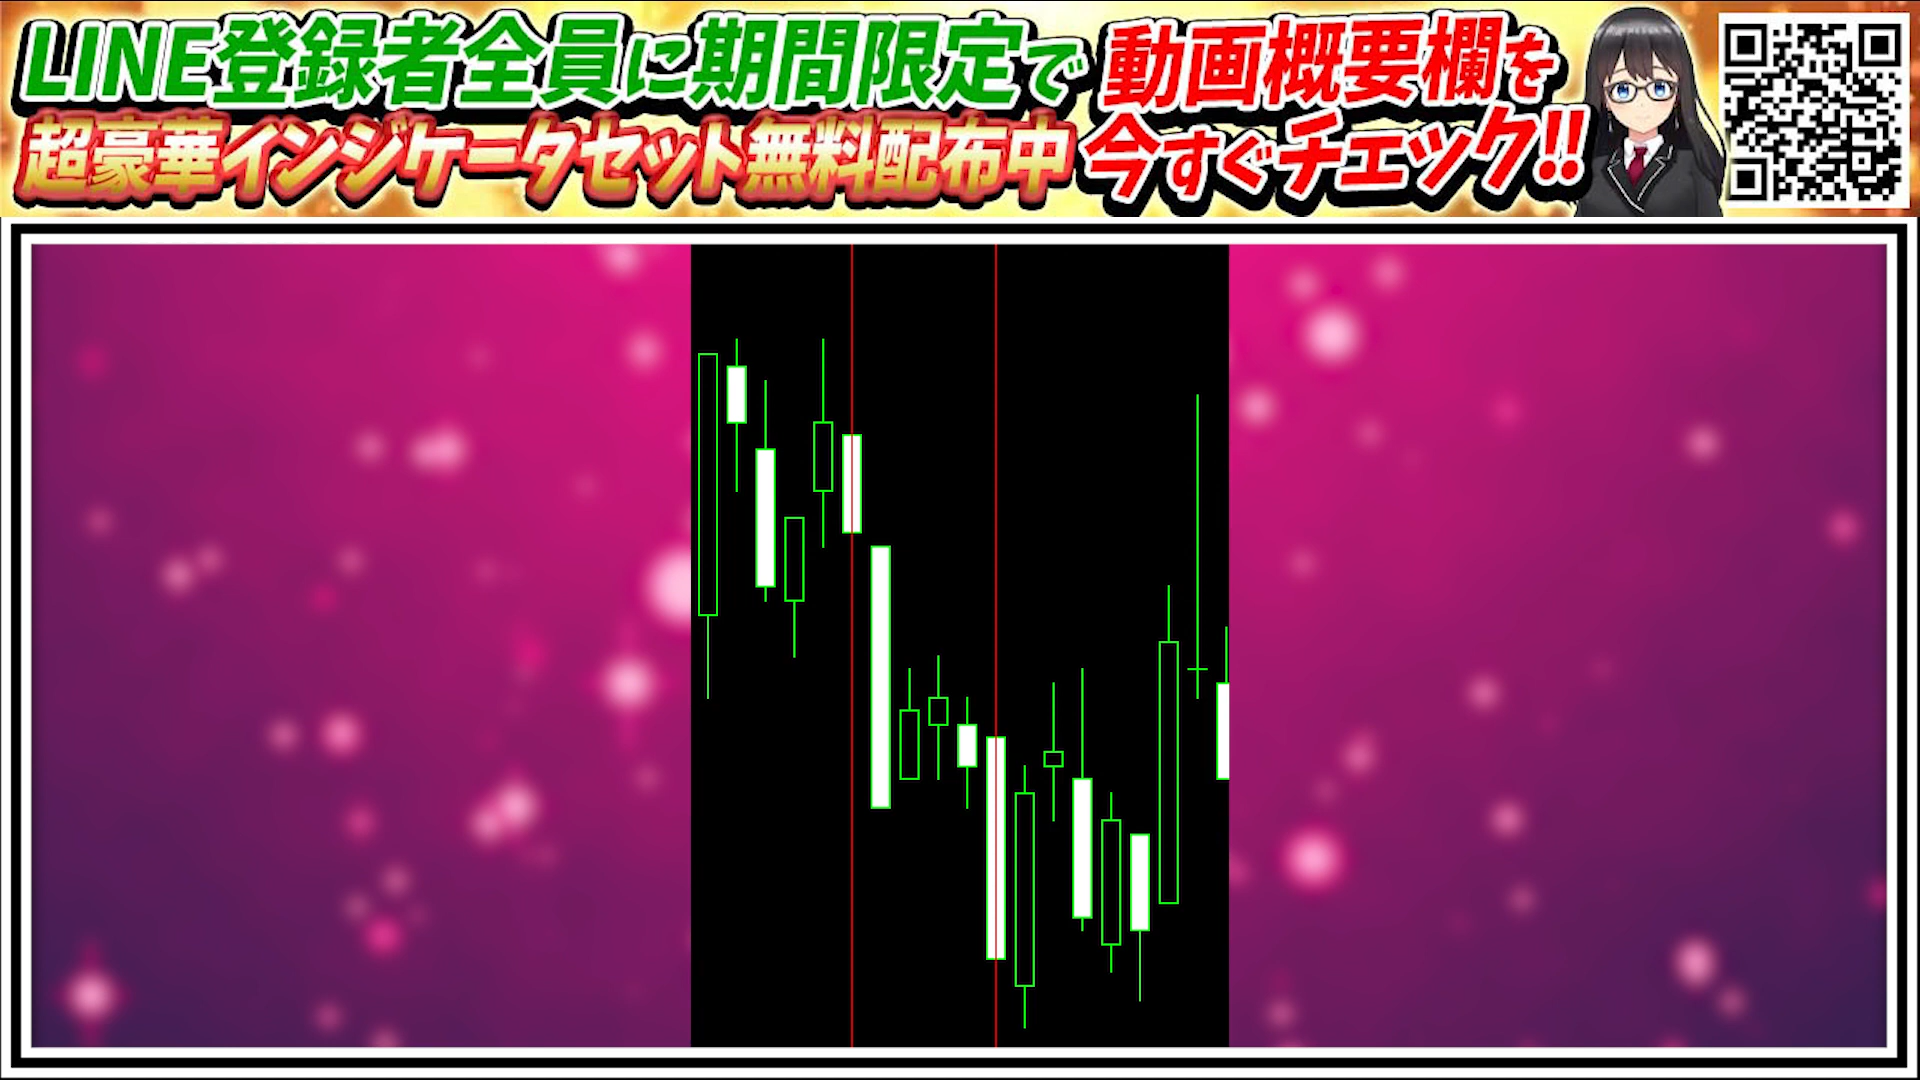 LINE登録者全員に期間限定で
超豪華インジケータセット無料配布中
動画概要欄を
今すぐチェック!!